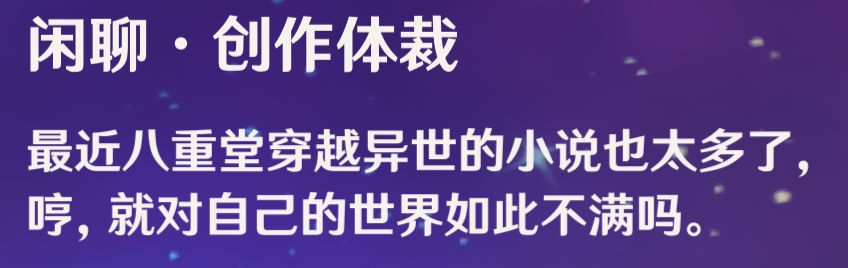 闲聊·创作体裁
最近八重堂穿越异世的小说也太多了，
哼，就对自己的世界如此不满吗。